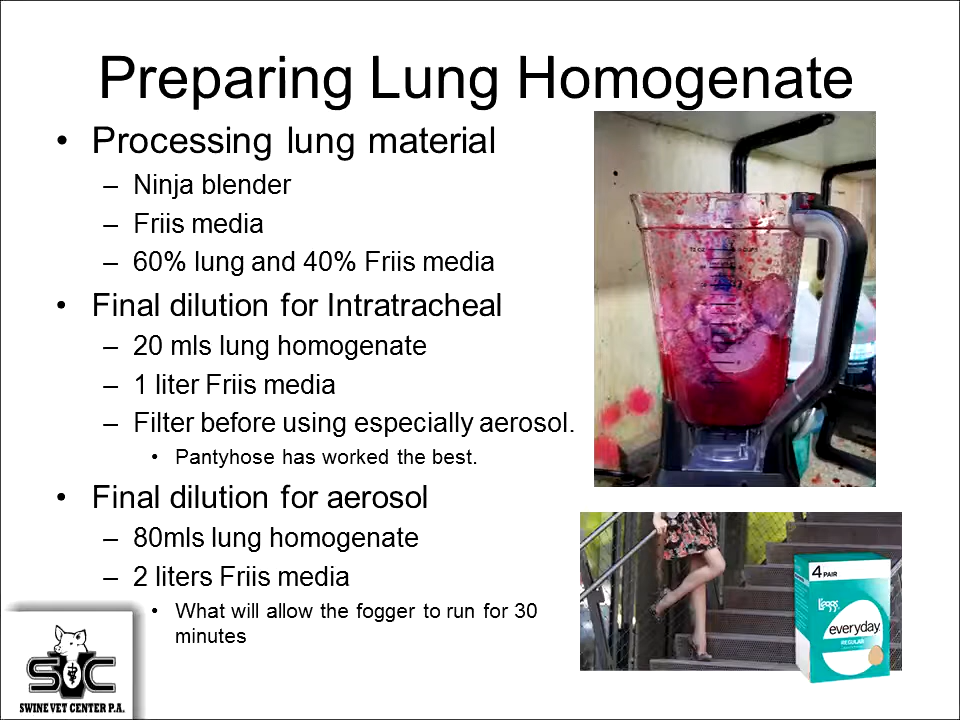 Preparing Lung Homogenate
• Processing lung material
– Ninja blender
– Friis media
– 60% lung and 40% Friis media
• Final dilution for Intratracheal
– 20 mls lung homogenate
– 1 liter Friis media
– Filter before using especially aerosol.
• Pantyhose has worked the best.
• Final dilution for aerosol
– 80mls lung homogenate
– 2 liters Friis media
• What will allow the fogger to run for 30
minutes
4 PAIR
L'eggs
everyday
REGULAR
SVC
SWINE VET CENTER P.A.